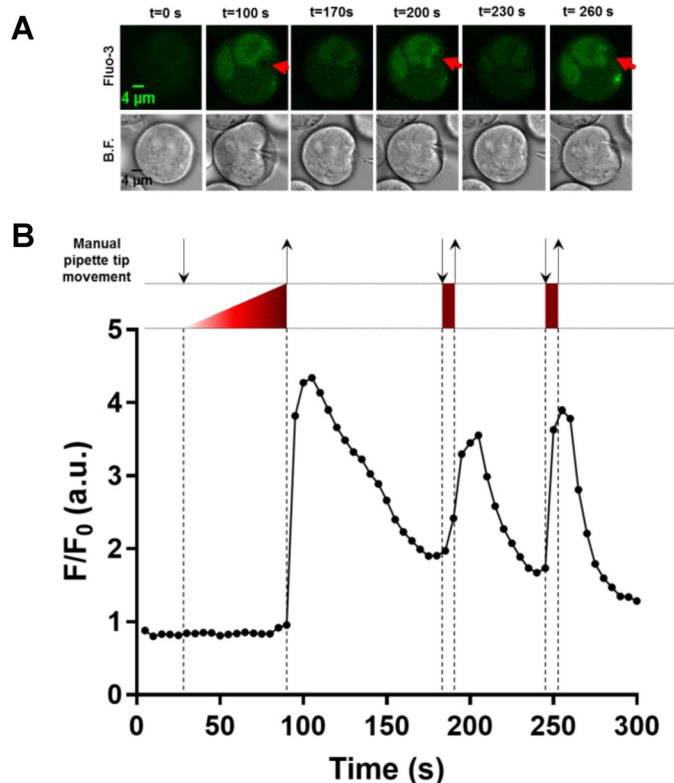 A
t=0 s t=100 s t=170s t=200 s t=230 s t= 260 s
Fluo-3
4 µm
B.F.
4 µm
B
Manual
pipette tip
movement
5
4
3
2
1
0
F/F0 (a.u.)
0 50 100 150 200 250 300
Time (s)